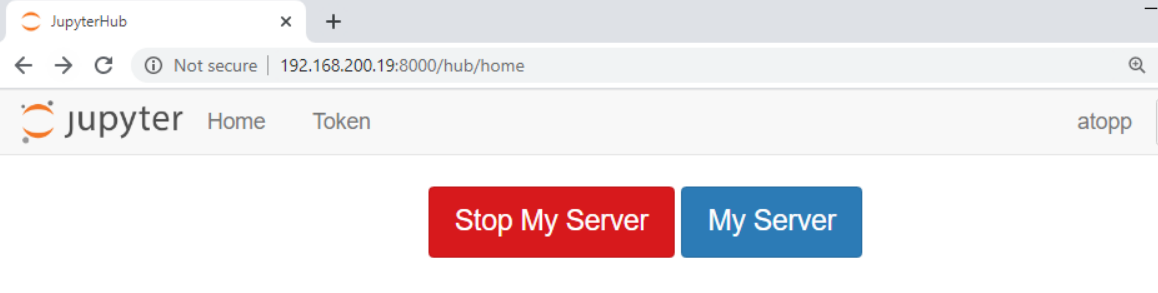 JupyterHub
Not secure 192.168.200.19:8000/hub/home
jupyter Home Token atopp
Stop My Server My Server